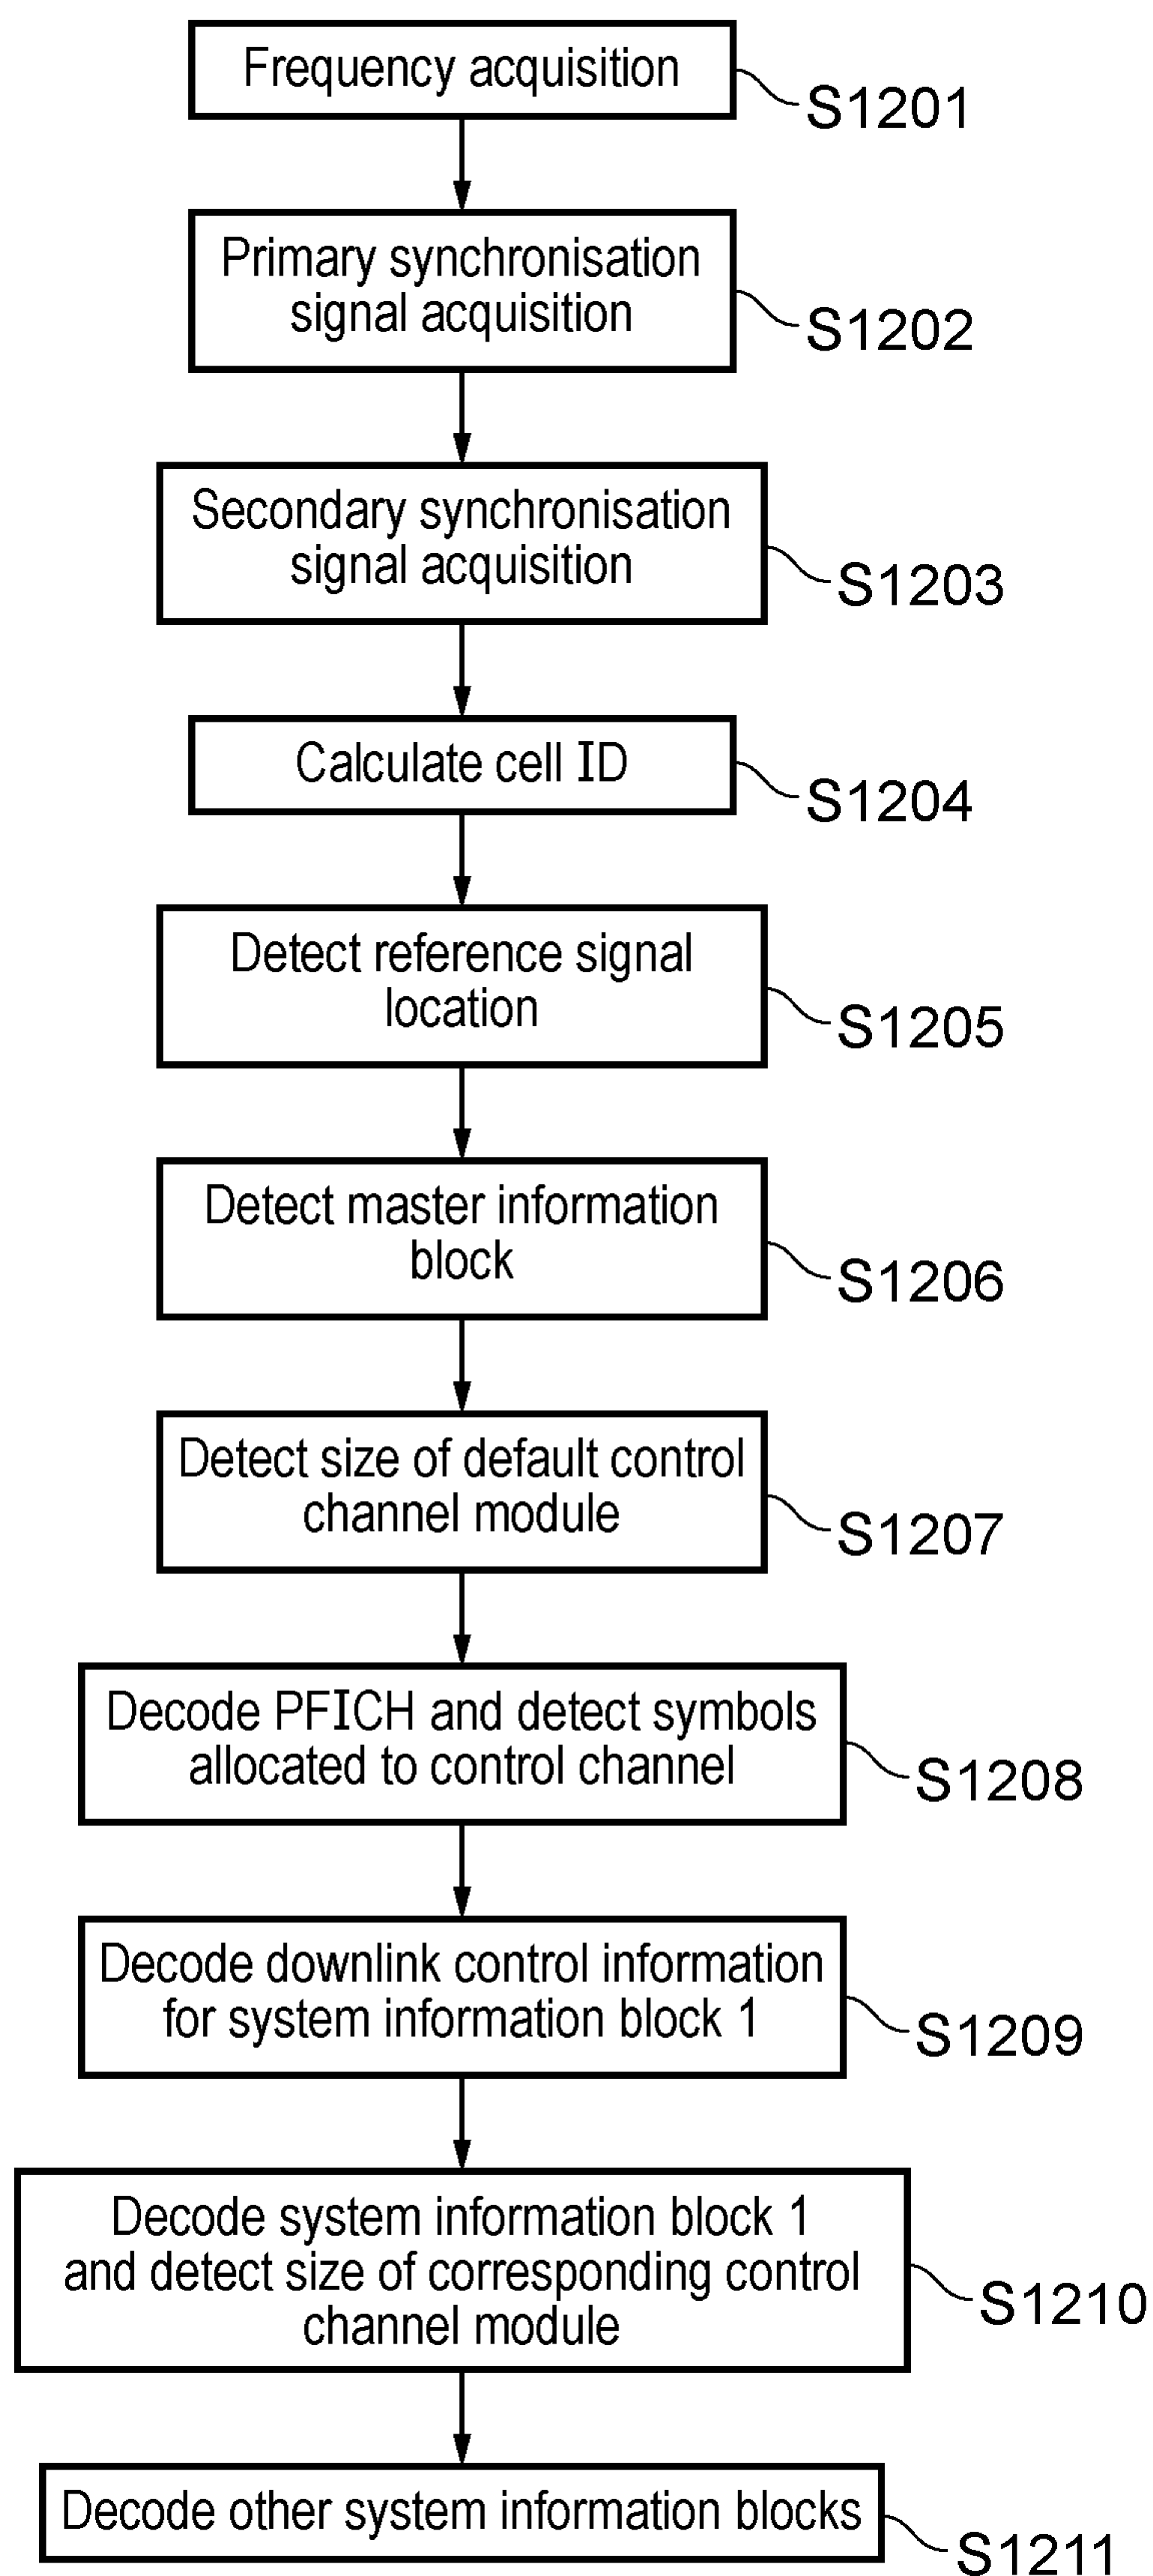 Frequency acquisition
S1201
Primary synchronisation
signal acquisition
S1202
Secondary synchronisation
signal acquisition
S1203
Calculate cell ID
S1204
Detect reference signal
location
S1205
Detect master information
block
S1206
Detect size of default control
channel module
S1207
Decode PFICH and detect symbols
allocated to control channel
S1208
Decode downlink control information
for system information block 1
S1209
Decode system information block 1
and detect size of corresponding control
channel module
S1210
Decode other system information blocks
S1211